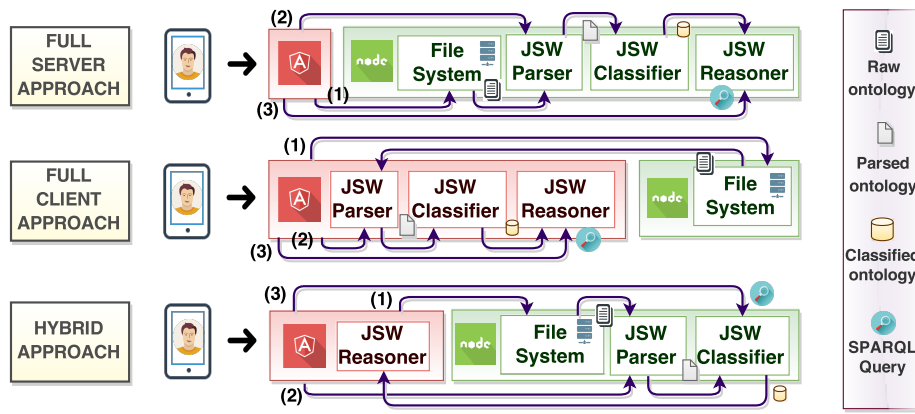 FULL
SERVER
APPROACH
(2)
A
node
File
System
JSW
Parser
JSW
Classifier
JSW
Reasoner
(1)
(3)
FULL
CLIENT
APPROACH
(1)
A
JSW
Parser
JSW
Classifier
JSW
Reasoner
node
File
System
(2)
(3)
HYBRID
APPROACH
(3)
(1)
A
JSW
Reasoner
node
File
System
JSW
Parser
JSW
Classifier
(2)
Raw
ontology
Parsed
ontology
Classified
ontology
SPARQL
Query